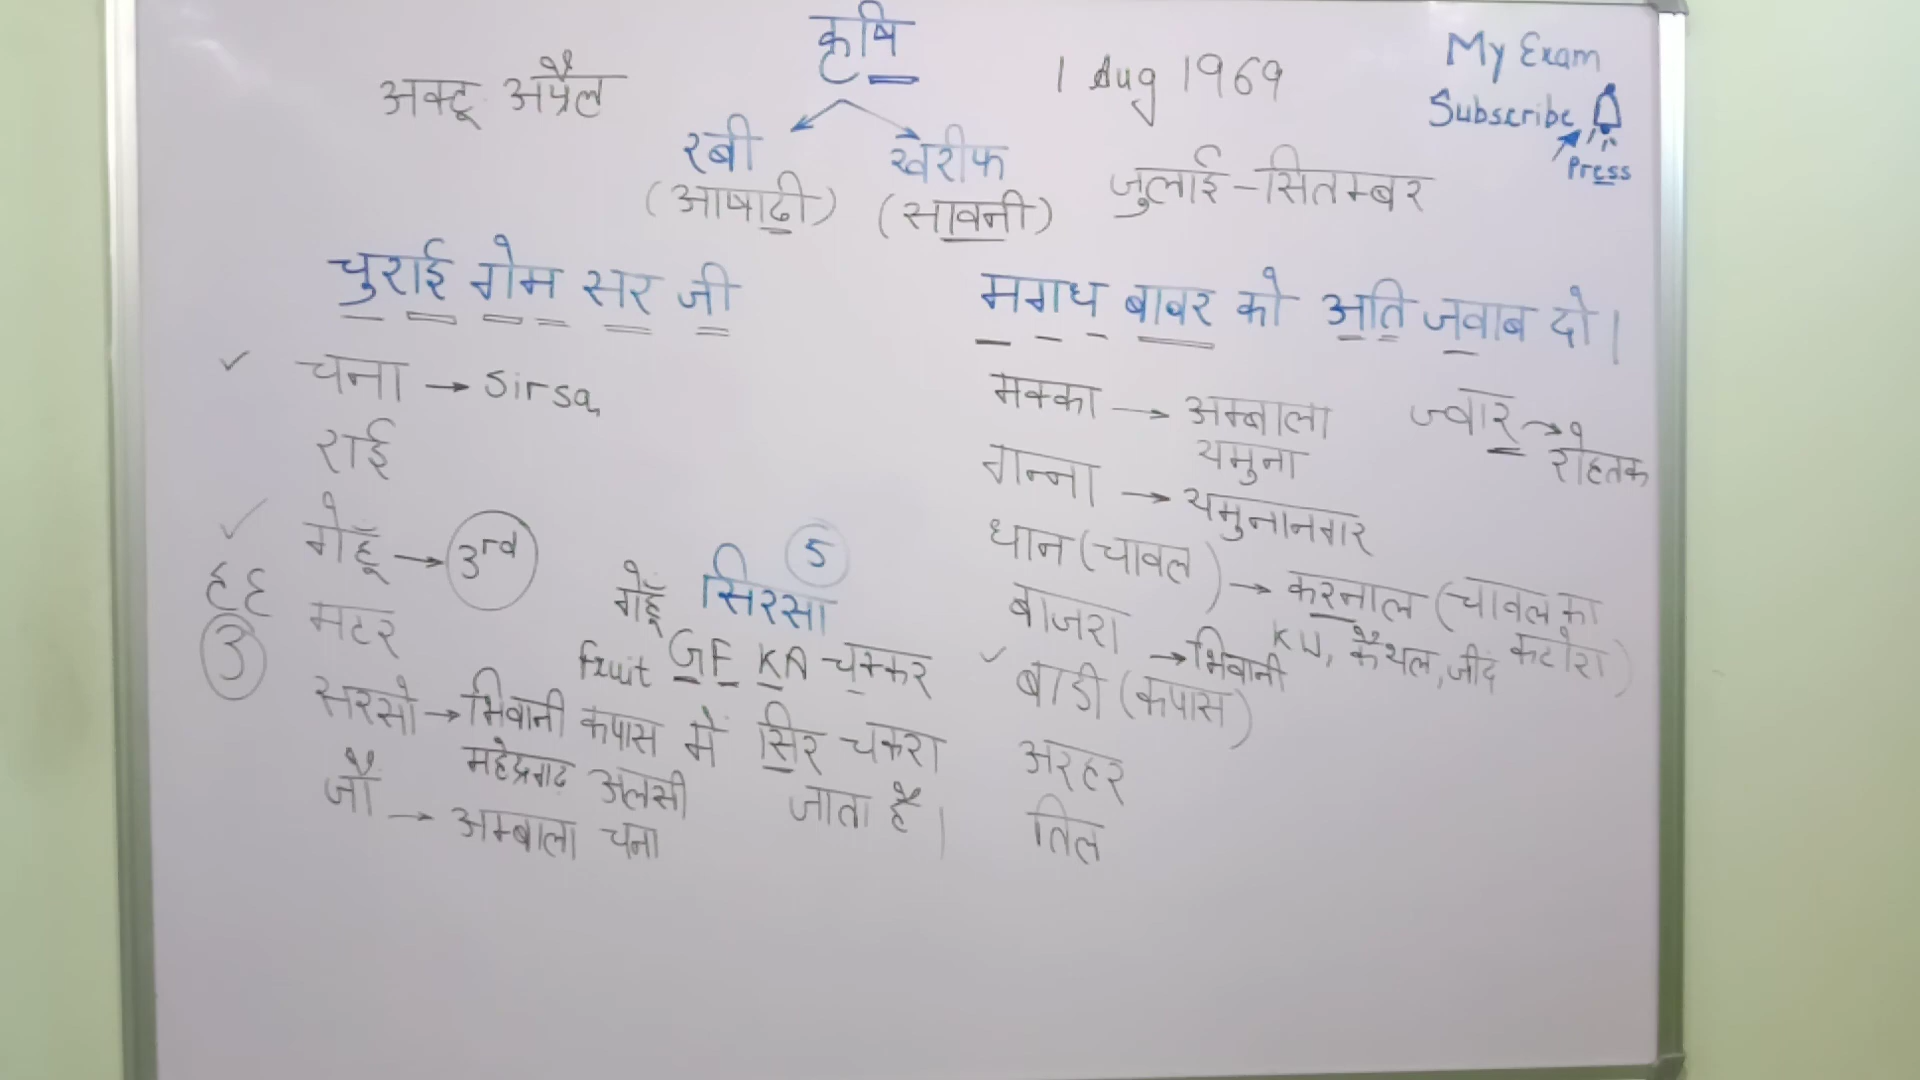 कृषि
1 Aug 1969
My Exam
Subscribe
Press
अक्टू अप्रैल
रबी खरीफ
(आषाढी) (सावनी)
जुलाई-सितम्बर
चुराई गेम सर जी
चना → Sirsa
राई
गेहूँ → 3rd
मटर
3
सरसो → भिवानी
महेंद्रगढ
जौ → अम्बाला
सिरसा 5
गेहूँ
fruit GF KA चक्कर
कपास में सिर चकरा
अलसी जाता है।
चना
मगध बावर को अति जवाब दो।
मक्का → अम्बाला
यमुना
ज्वार → रोहतक
गन्ना → यमुनानगर
धान (चावल) → करनाल (चावल का कटोरा)
KU, कैथल, जींद
बाजरा → भिवानी
बाडी (कपास)
अरहर
तिल